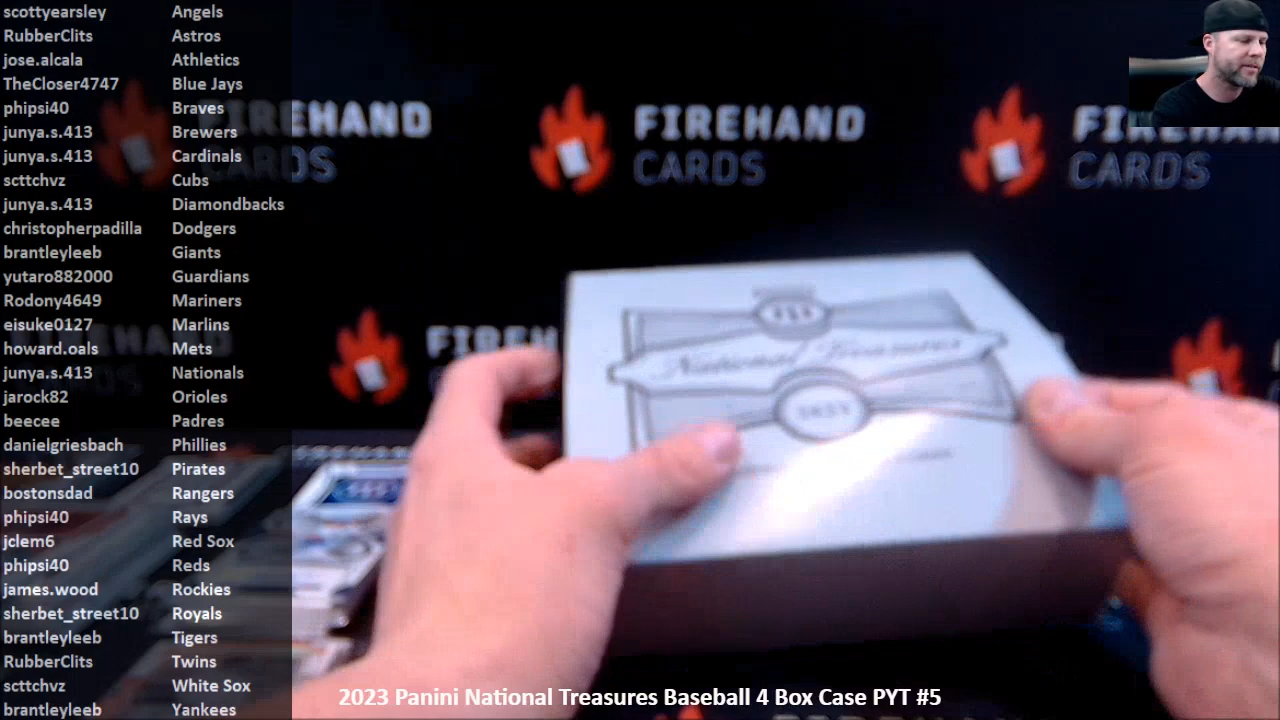 scottyearsley Angels
RubberClits Astros
jose.alcala Athletics
TheCloser4747 Blue Jays
phipsi40 Braves
junya.s.413 Brewers
junya.s.413 Cardinals
scttchvz Cubs
junya.s.413 Diamondbacks
christopherpadilla Dodgers
brantleyleeb Giants
yutaro882000 Guardians
Rodony4649 Mariners
eisuke0127 Marlins
howard.oals Mets
junya.s.413 Nationals
jarock82 Orioles
beecee Padres
danielgriesbach Phillies
sherbet_street10 Pirates
bostonsdad Rangers
phipsi40 Rays
jclem6 Red Sox
phipsi40 Reds
james.wood Rockies
sherbet_street10 Royals
brantleyleeb Tigers
RubberClits Twins
scttchvz White Sox
brantleyleeb Yankees
FIREHAND
CARDS
FIREHAND
CARDS
FIREHAND
CARDS
FIREHAND
National Treasures
2023 Panini National Treasures Baseball 4 Box Case PYT #5